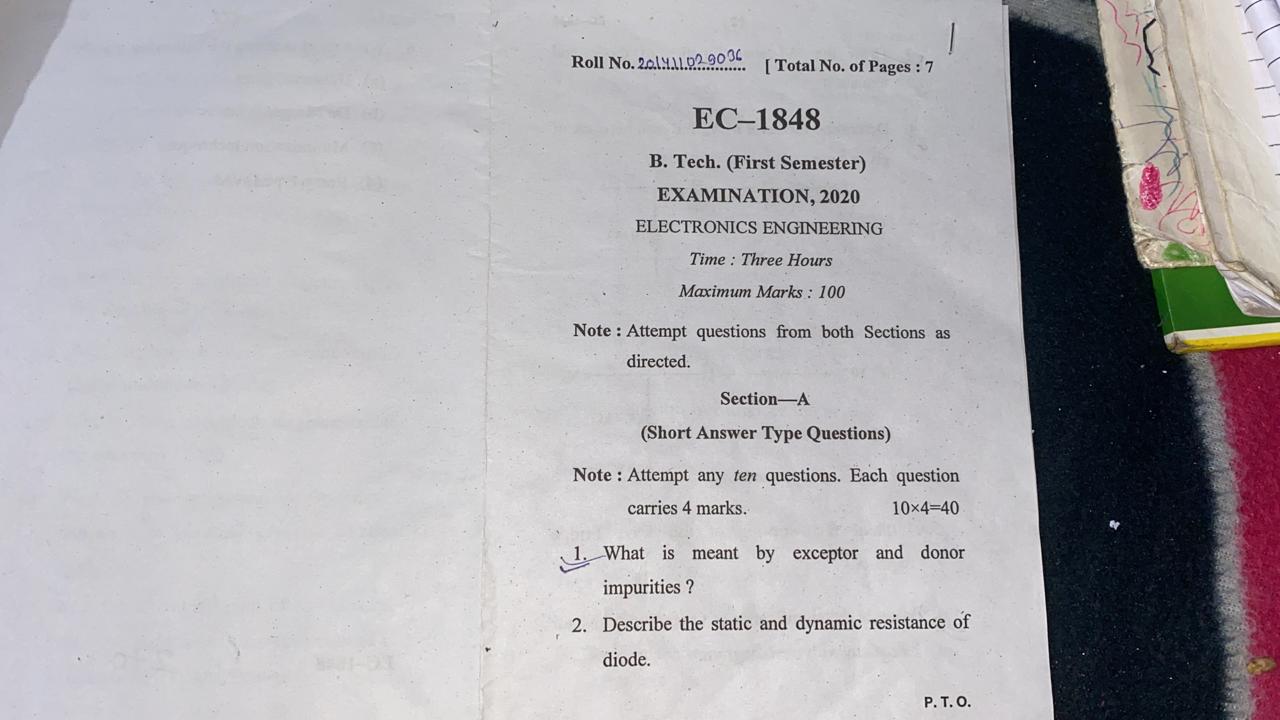 Roll No. 201411029096 [ Total No. of Pages : 7
EC–1848
B. Tech. (First Semester)
EXAMINATION, 2020
ELECTRONICS ENGINEERING
Time : Three Hours
Maximum Marks : 100
Note : Attempt questions from both Sections as
directed.
Section—A
(Short Answer Type Questions)
Note : Attempt any ten questions. Each question
carries 4 marks. 10×4=40
1. What is meant by exceptor and donor
impurities ?
2. Describe the static and dynamic resistance of
diode.
P. T. O.